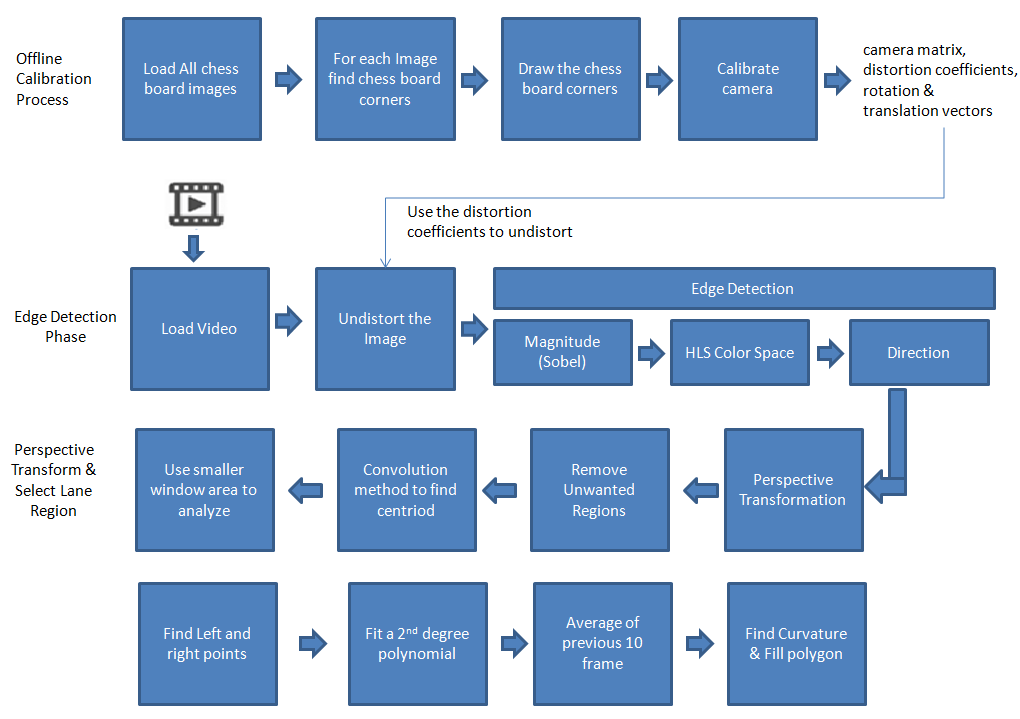 Offline
Calibration
Process
Load All chess
board images
For each Image
find chess board
corners
Draw the chess
board corners
Calibrate
camera
camera matrix,
distortion coefficients,
rotation &
translation vectors
Use the distortion
coefficients to undistort
Edge Detection
Phase
Load Video
Undistort the
Image
Edge Detection
Magnitude
(Sobel)
HLS Color Space
Direction
Perspective
Transform &
Select Lane
Region
Use smaller
window area to
analyze
Convolution
method to find
centriod
Remove
Unwanted
Regions
Perspective
Transformation
Find Left and
right points
Fit a 2nd degree
polynomial
Average of
previous 10
frame
Find Curvature
& Fill polygon